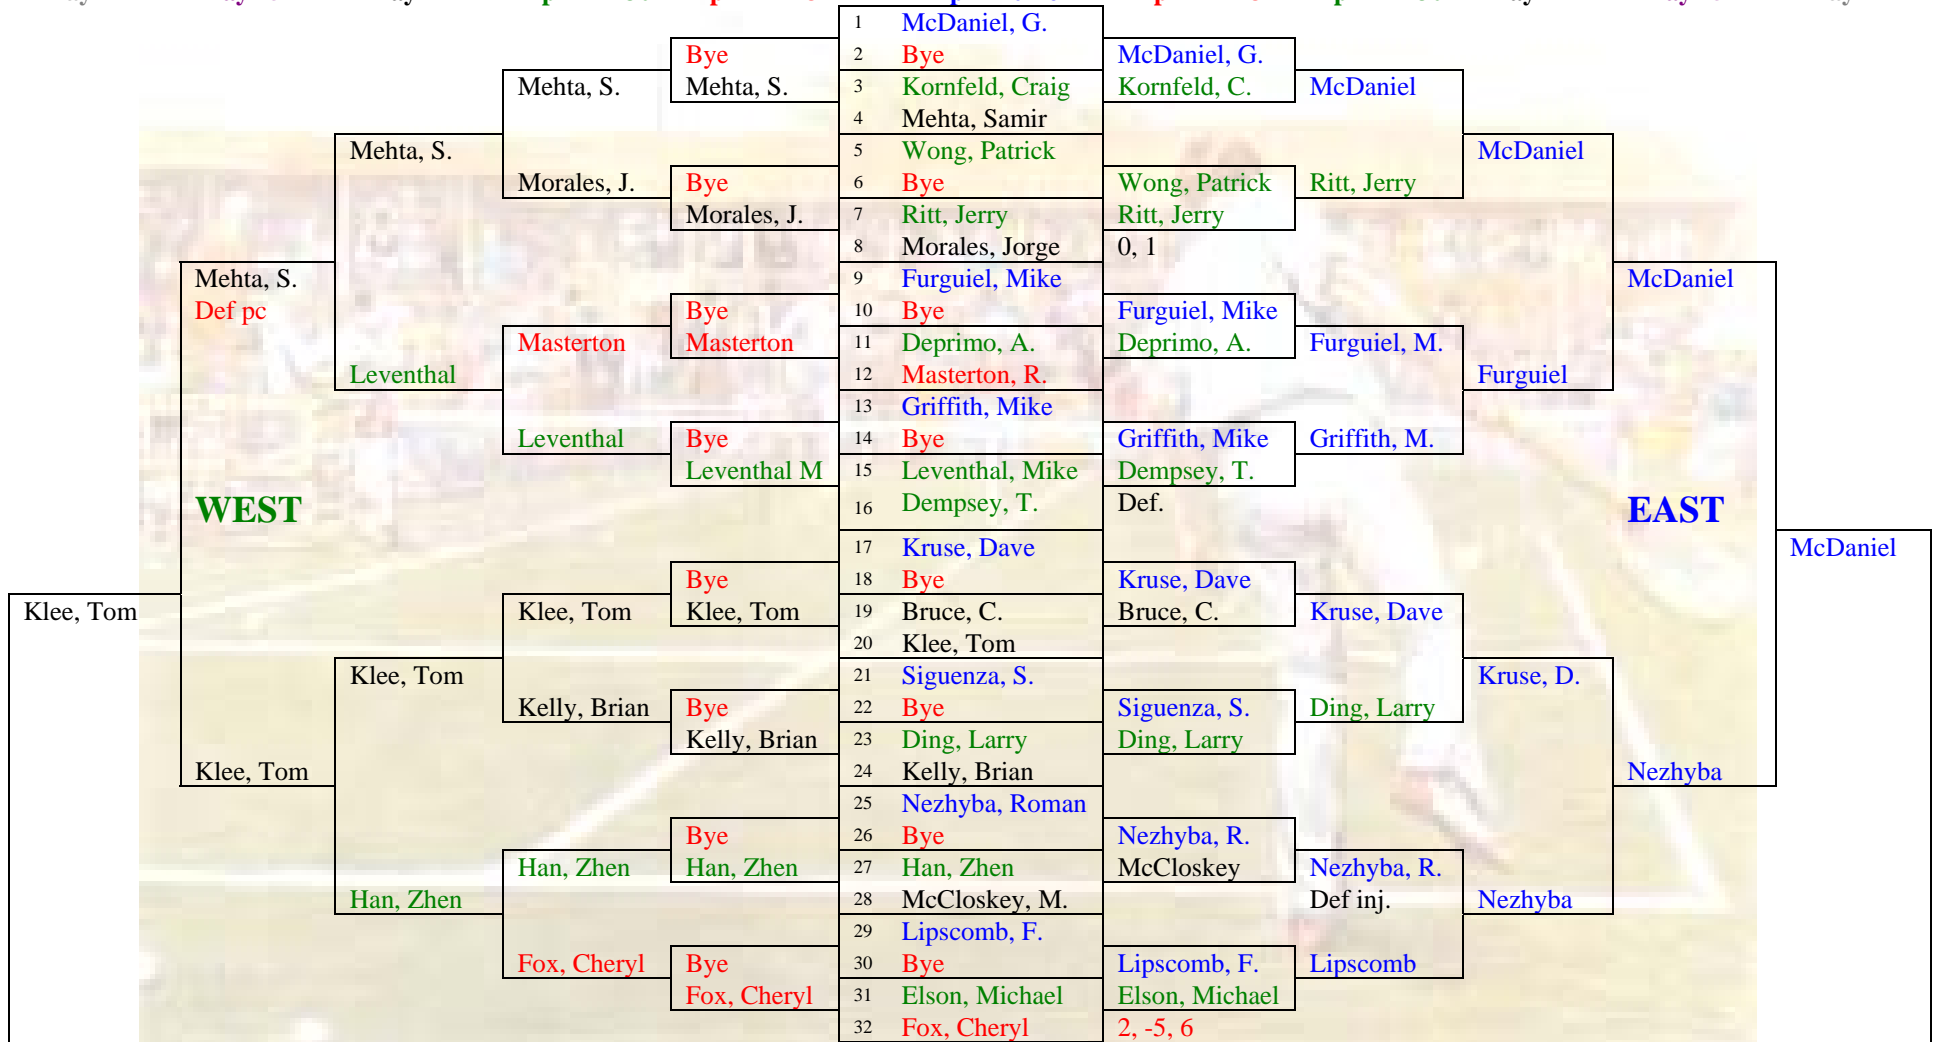 1 McDaniel, G.
Bye 2 Bye McDaniel, G.
Mehta, S. Mehta, S. 3 Kornfeld, Craig Kornfeld, C. McDaniel
4 Mehta, Samir
Mehta, S. 5 Wong, Patrick McDaniel
Morales, J. Bye 6 Bye Wong, Patrick Ritt, Jerry
Morales, J. 7 Ritt, Jerry Ritt, Jerry
8 Morales, Jorge 0, 1
Mehta, S. 9 Furguiel, Mike McDaniel
Def pc Bye 10 Bye Furguiel, Mike
Masterton Masterton 11 Deprimo, A. Deprimo, A. Furguiel, M.
Leventhal 12 Masterton, R. Furguiel
13 Griffith, Mike
Leventhal Bye 14 Bye Griffith, Mike Griffith, M.
Leventhal M 15 Leventhal, Mike Dempsey, T.
WEST 16 Dempsey, T. Def. EAST
17 Kruse, Dave McDaniel
Bye 18 Bye Kruse, Dave
Klee, Tom Klee, Tom Klee, Tom 19 Bruce, C. Bruce, C. Kruse, Dave
20 Klee, Tom
Klee, Tom 21 Siguenza, S. Kruse, D.
Kelly, Brian Bye 22 Bye Siguenza, S. Ding, Larry
Kelly, Brian 23 Ding, Larry Ding, Larry
Klee, Tom 24 Kelly, Brian Nezhyba
25 Nezhyba, Roman
Bye 26 Bye Nezhyba, R.
Han, Zhen Han, Zhen 27 Han, Zhen McCloskey Nezhyba, R.
Han, Zhen 28 McCloskey, M. Def inj. Nezhyba
29 Lipscomb, F.
Fox, Cheryl Bye 30 Bye Lipscomb, F. Lipscomb
Fox, Cheryl 31 Elson, Michael Elson, Michael
32 Fox, Cheryl 2, -5, 6